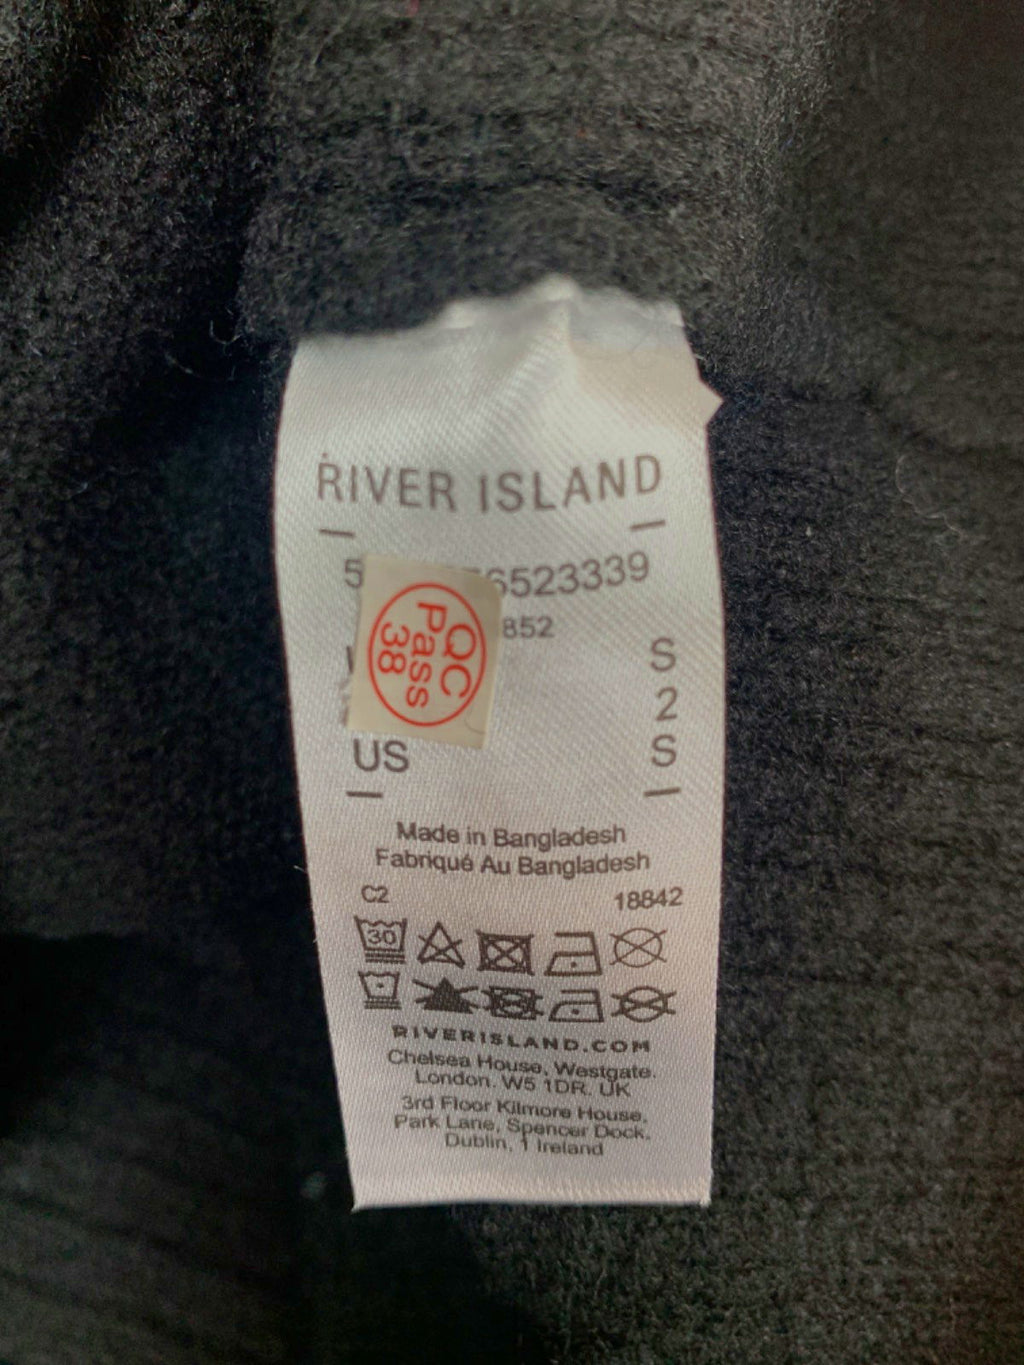 RIVER ISLAND
6523339
852
S
2
US S
QC
Pass
38
Made in Bangladesh
Fabriqué Au Bangladesh
C2 18842
30
RIVERISLAND.COM
Chelsea House, Westgate.
London. W5 1DR. UK
3rd Floor Kilmore House,
Park Lane, Spencer Dock,
Dublin, 1 Ireland